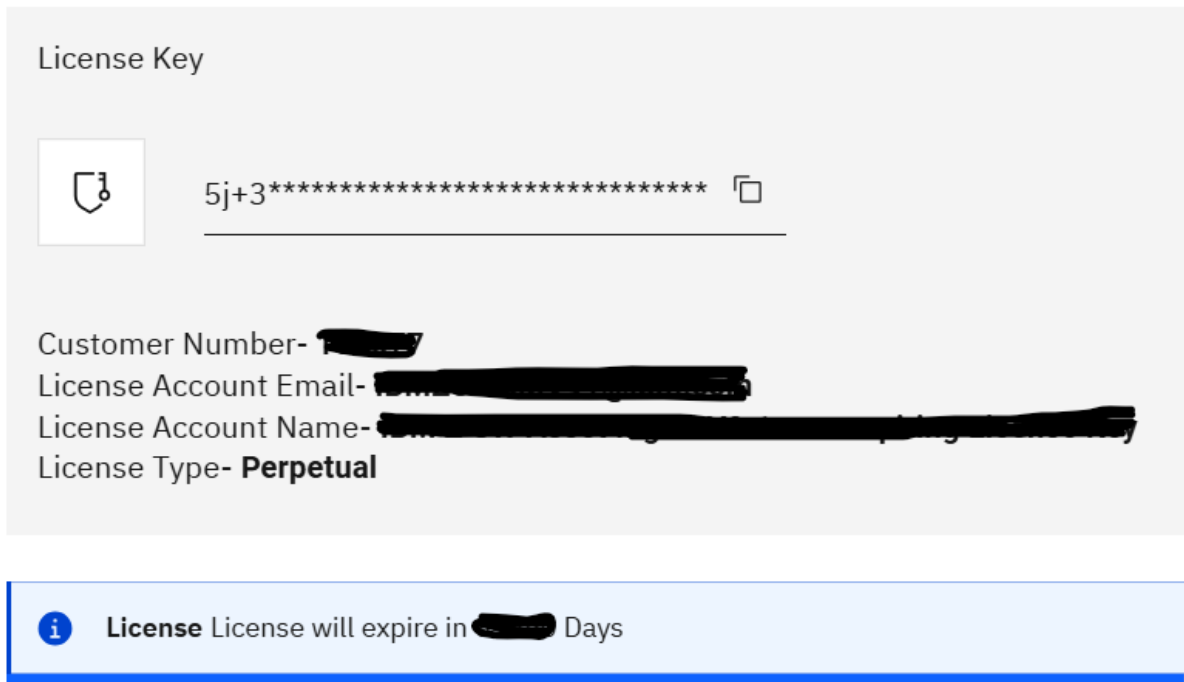 License Key
5j+3*******************************
Customer Number-
License Account Email-
License Account Name-
License Type- Perpetual
License License will expire in Days